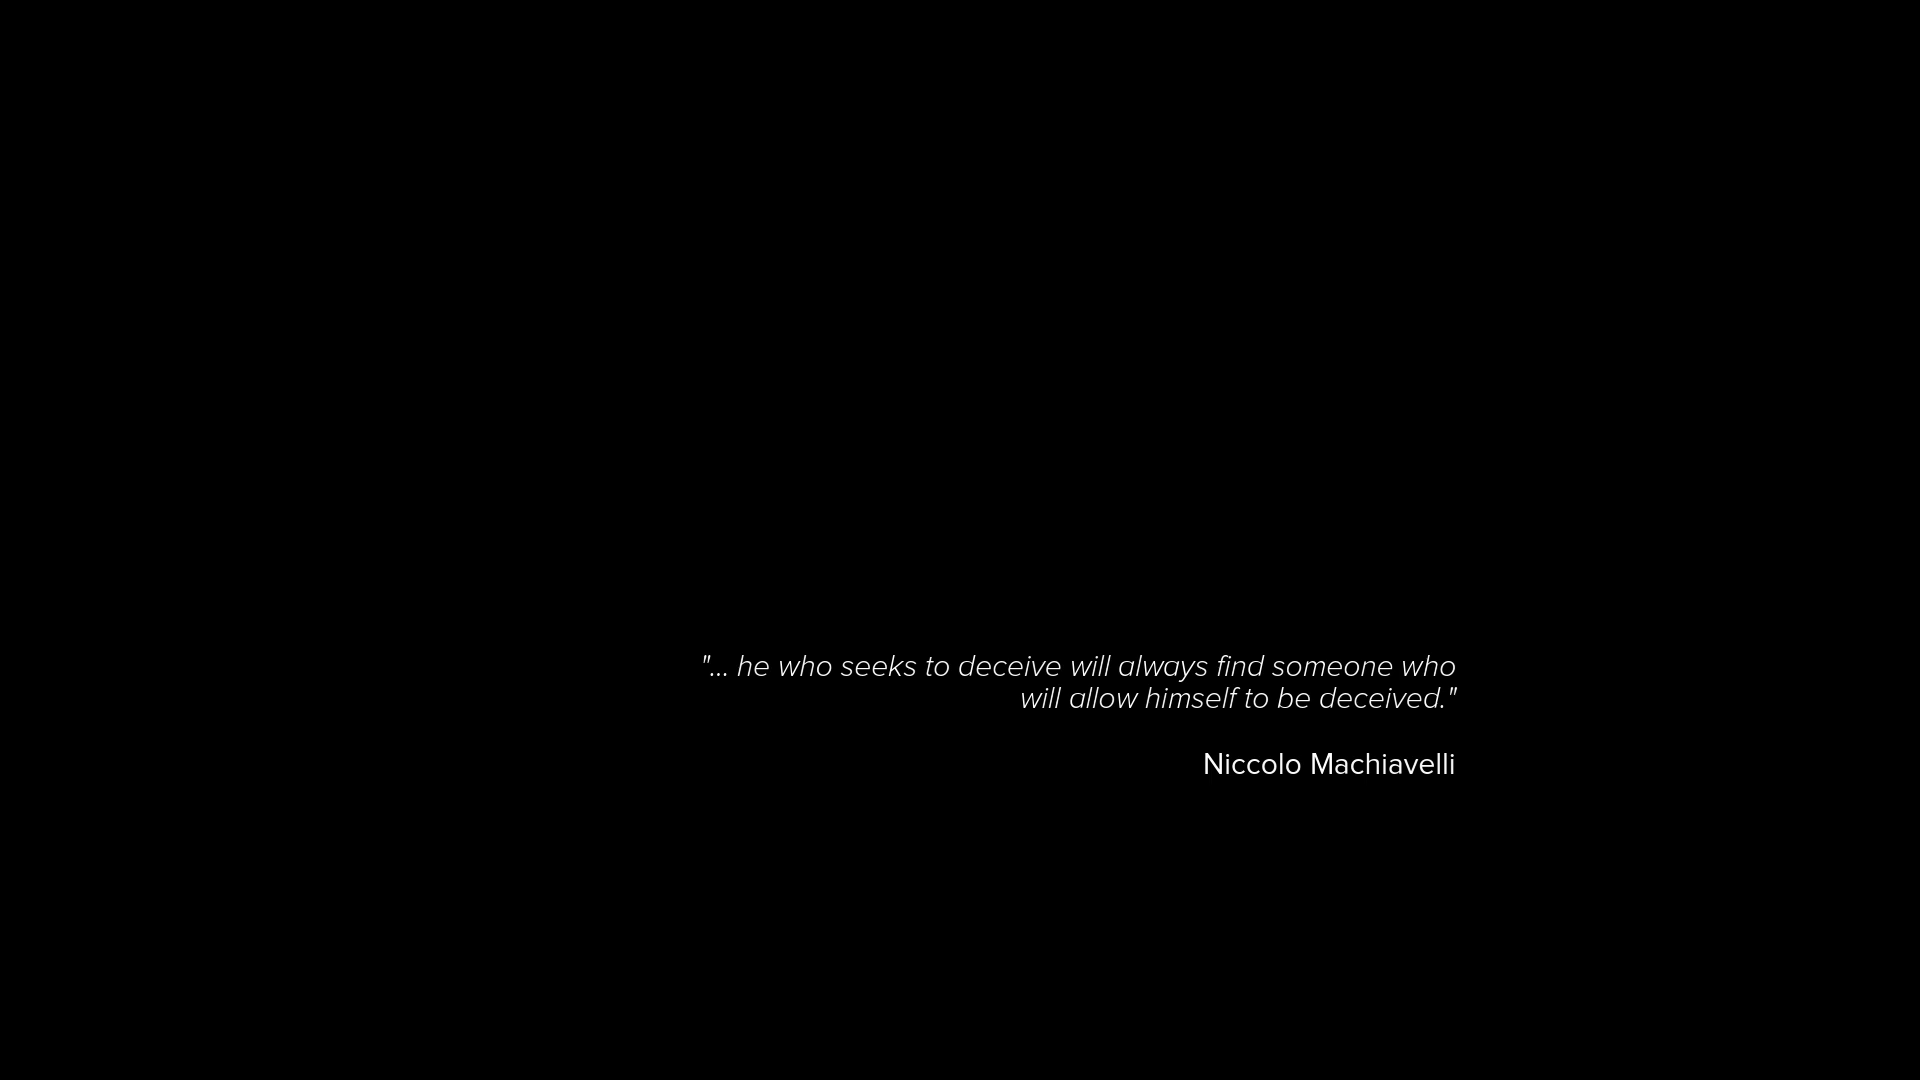 "... he who seeks to deceive will always find someone who
will allow himself to be deceived."
Niccolo Machiavelli